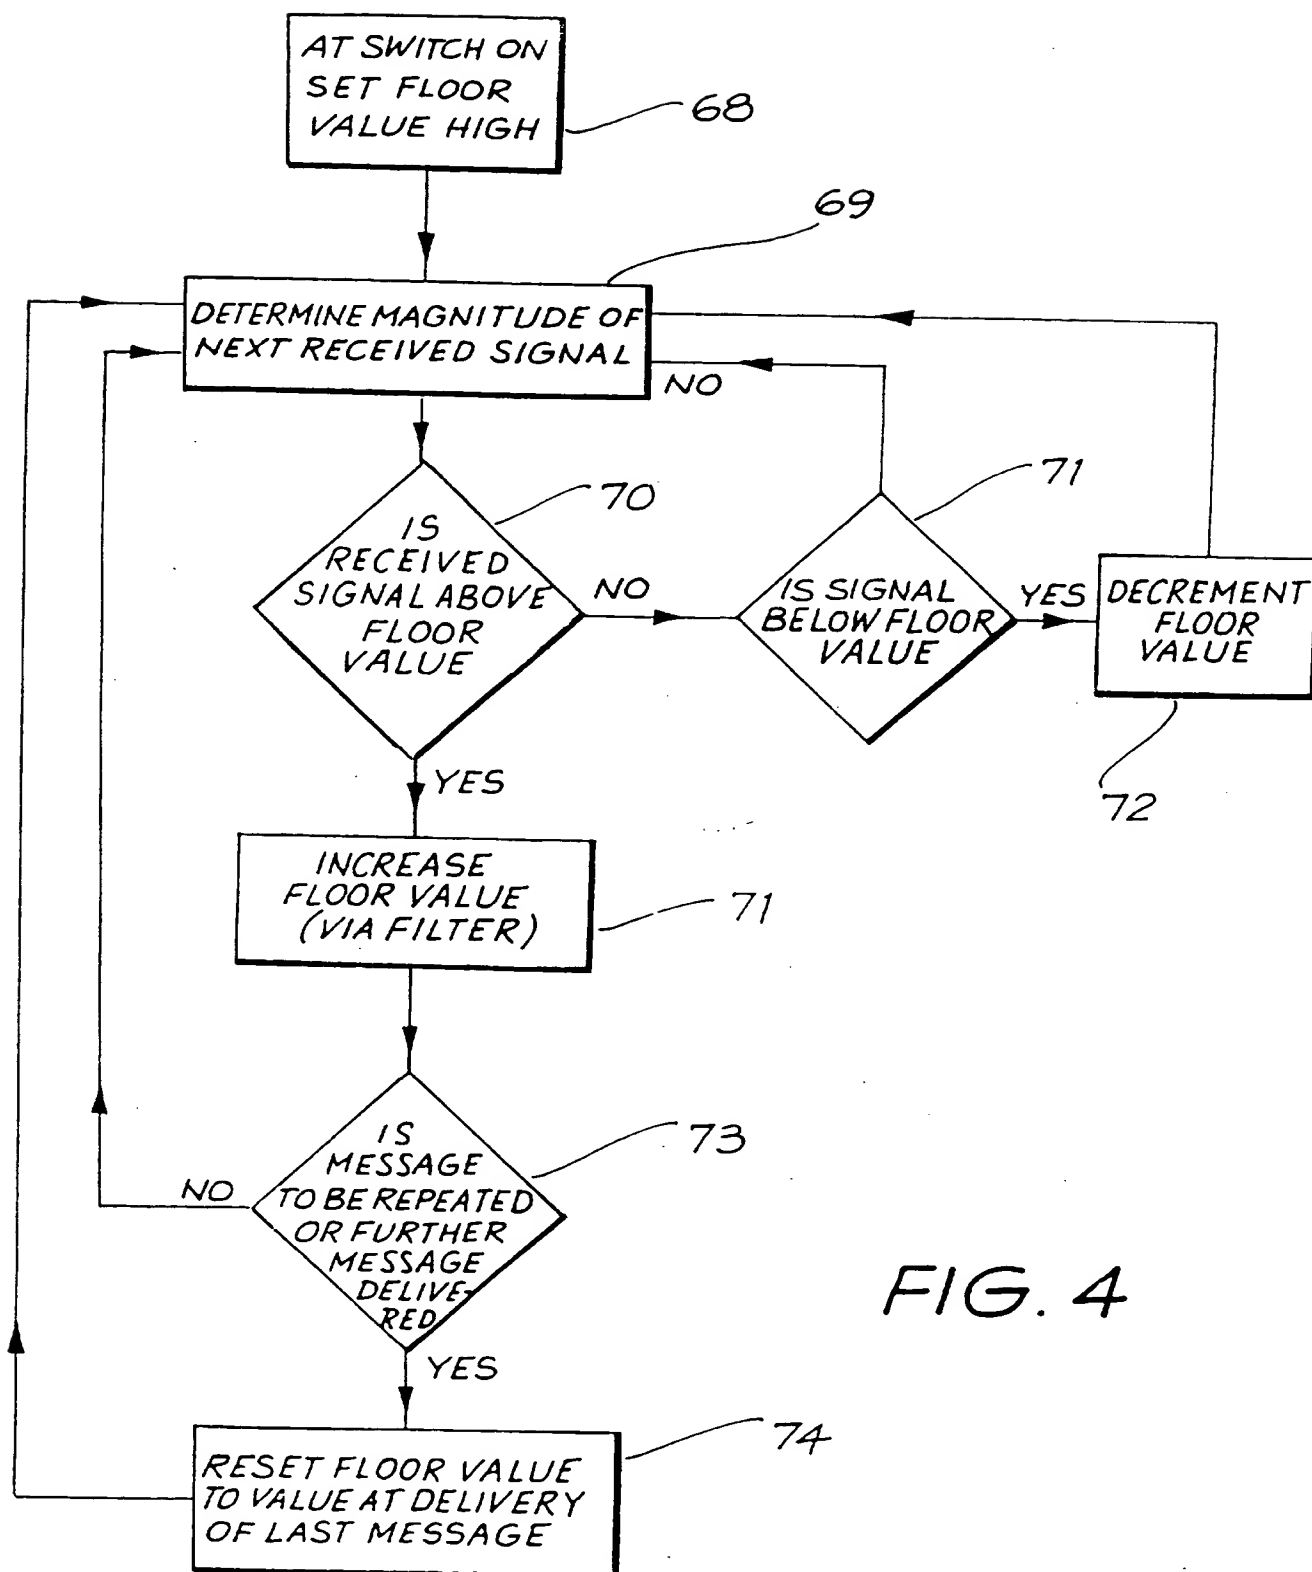 AT SWITCH ON
SET FLOOR
VALUE HIGH
68
69
DETERMINE MAGNITUDE OF
NEXT RECEIVED SIGNAL
NO
70
IS
RECEIVED
SIGNAL ABOVE
FLOOR
VALUE
NO
71
IS SIGNAL
BELOW FLOOR
VALUE
YES
DECREMENT
FLOOR
VALUE
72
YES
INCREASE
FLOOR VALUE
(VIA FILTER)
71
IS
MESSAGE
TO BE REPEATED
OR FURTHER
MESSAGE
DELIVE-
RED
73
NO
YES
FIG. 4
RESET FLOOR VALUE
TO VALUE AT DELIVERY
OF LAST MESSAGE
74